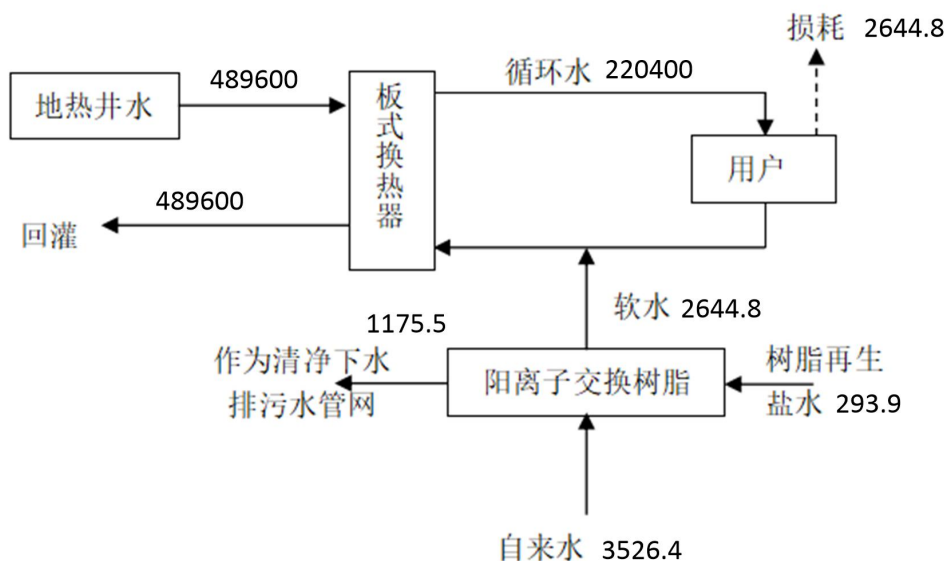 损耗 2644.8
489600
循环水 220400
地热井水
板式换热器
用户
489600
回灌
软水 2644.8
1175.5
作为清净下水
排污水管网
阳离子交换树脂
树脂再生
盐水 293.9
自来水 3526.4